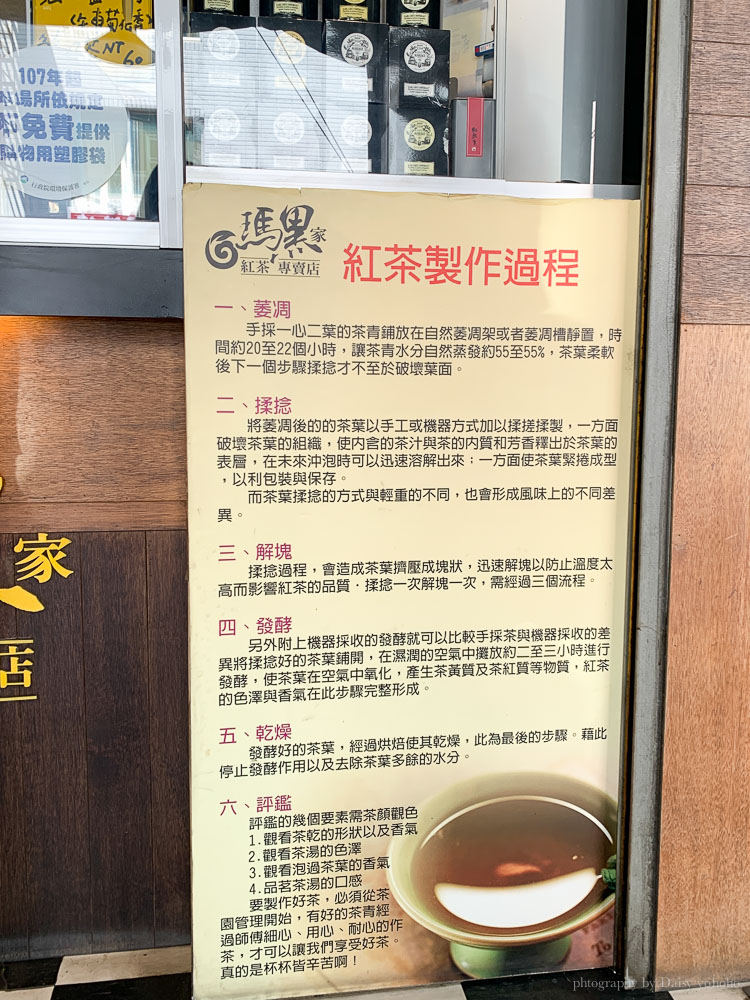 NT 60
107年起
免費提供
購物用塑膠袋
行政院環境保護署
家
店
瑪黑家
紅茶專賣店
紅茶製作過程
一、萎凋
手採一心二葉的茶青鋪放在自然萎凋架或者萎凋槽靜置，時
間約20至22個小時，讓茶青水分自然蒸發約55至55%，茶葉柔軟
後下一個步驟揉捻才不至於破壞葉面。
二、揉捻
將萎凋後的的茶葉以手工或機器方式加以揉搓揉製，一方面
破壞茶葉的組織，使內含的茶汁與茶的內質和芳香釋出於茶葉的
表層，在未來沖泡時可以迅速溶解出來；一方面使茶葉緊捲成型
，以利包裝與保存。
而茶葉揉捻的方式與輕重的不同，也會形成風味上的不同差
異。
三、解塊
揉捻過程，會造成茶葉擠壓成塊狀，迅速解塊以防止溫度太
高而影響紅茶的品質．揉捻一次解塊一次，需經過三個流程。
四、發酵
另外附上機器採收的發酵就可以比較手採茶與機器採收的差
異將揉捻好的茶葉鋪開，在濕潤的空氣中攤放約二至三小時進行
發酵，使茶葉在空氣中氧化，產生茶黃質及茶紅質等物質，紅茶
的色澤與香氣在此步驟完整形成。
五、乾燥
發酵好的茶葉，經過烘焙使其乾燥，此為最後的步驟。藉此
停止發酵作用以及去除茶葉多餘的水分。
六、評鑑
評鑑的幾個要素需茶顏觀色
1.觀看茶乾的形狀以及香氣
2.觀看茶湯的色澤
3.觀看泡過茶葉的香氣
4.品茗茶湯的口感
要製作好茶，必須從茶
園管理開始，有好的茶青經
過師傅細心、用心、耐心的作
茶，才可以讓我們享受好茶。
真的是杯杯皆辛苦啊！
phtography by Daisy yohoho